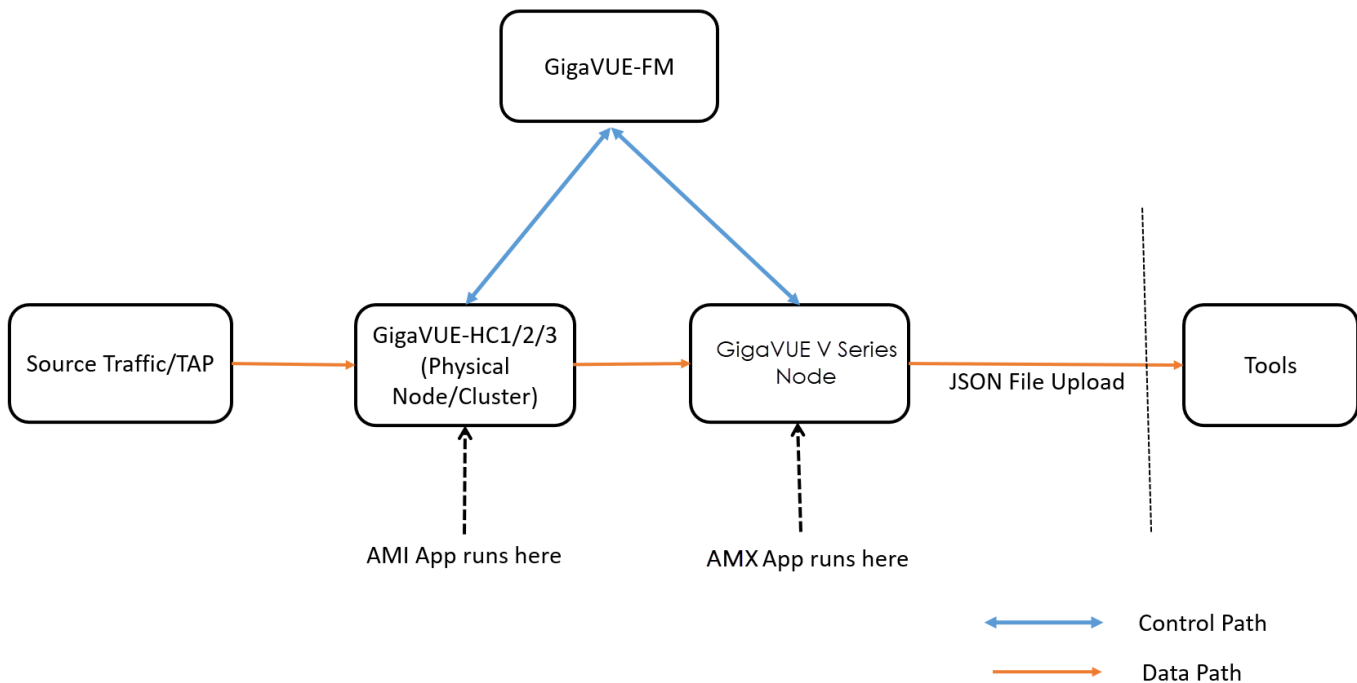 GigaVUE-FM
Source Traffic/TAP
GigaVUE-HC1/2/3
(Physical
Node/Cluster)
GigaVUE V Series
Node
JSON File Upload
Tools
AMI App runs here
AMX App runs here
Control Path
Data Path